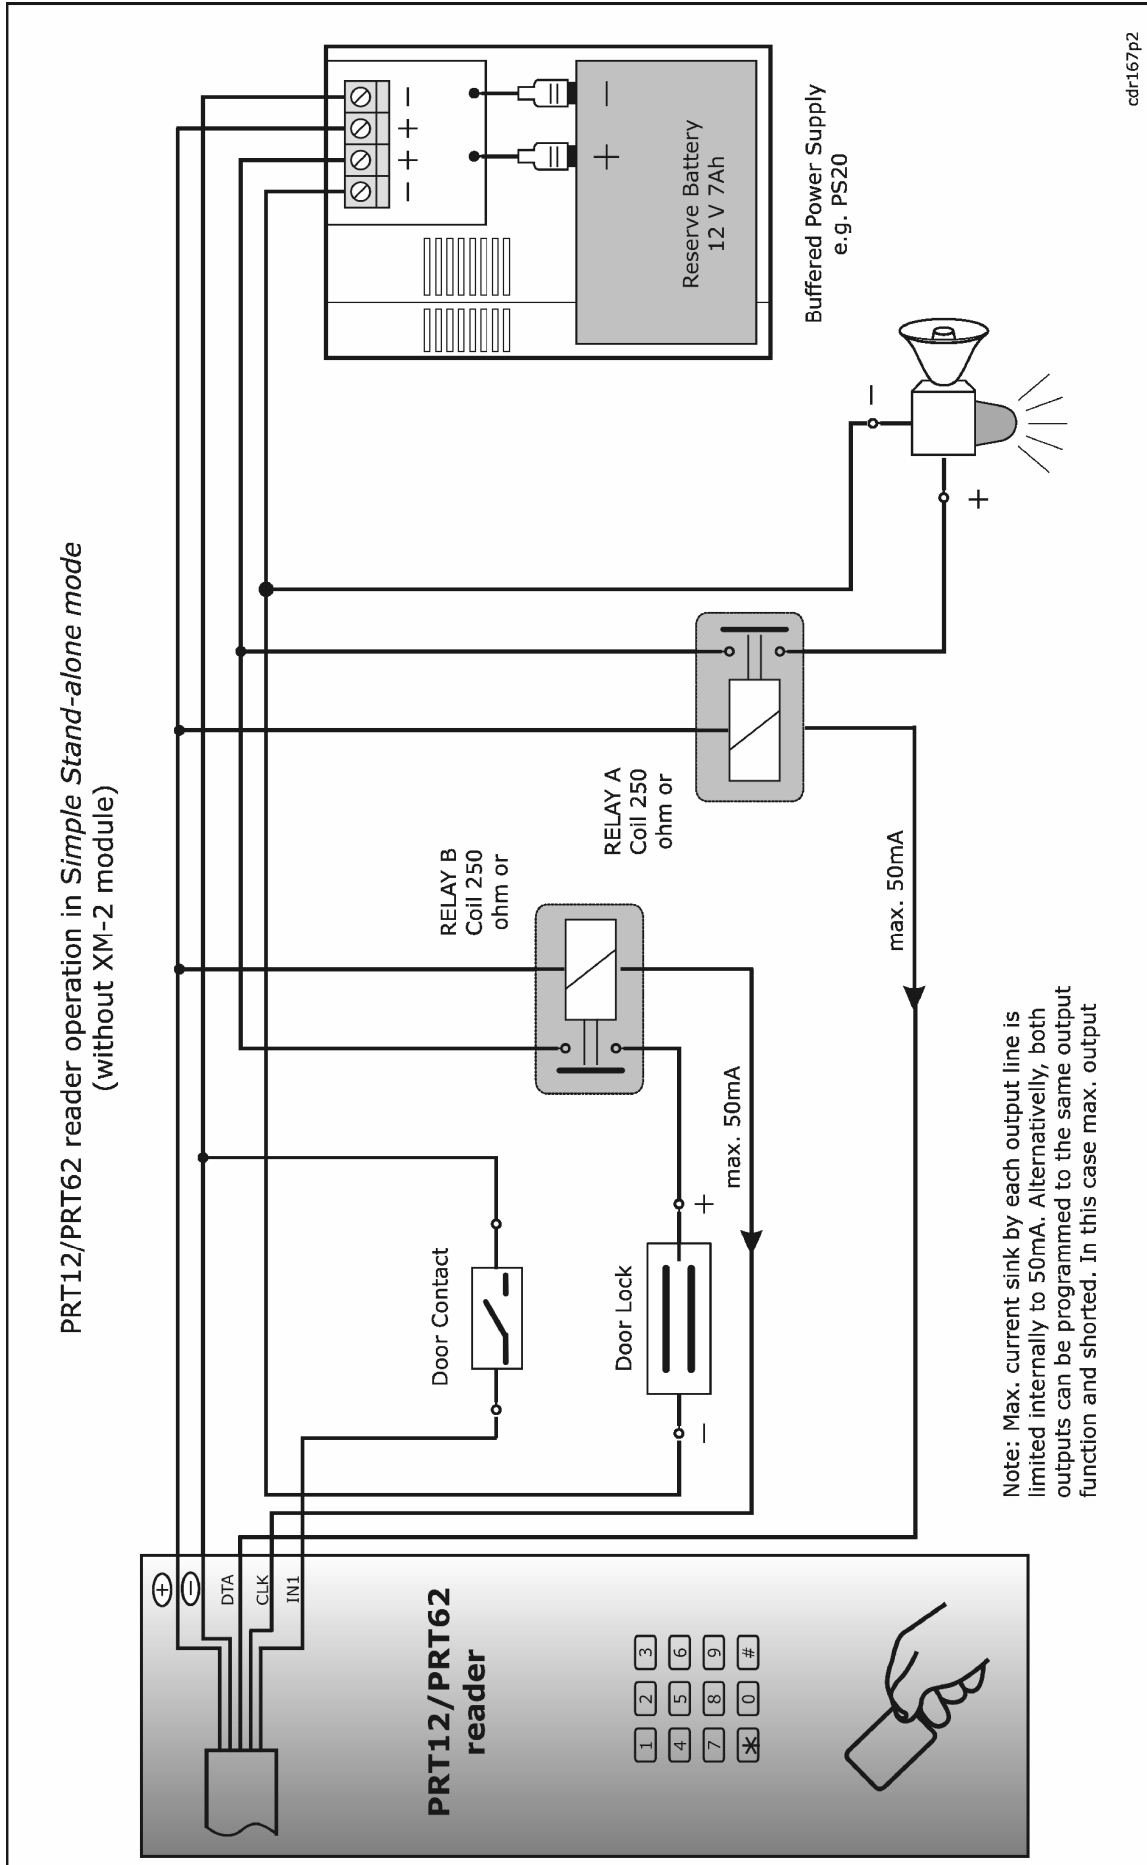 PRT12/PRT62 reader operation in Simple Stand-alone mode
(without XM-2 module)
+
−
DTA
CLK
IN1
PRT12/PRT62
reader
1 2 3
4 5 6
7 8 9
* 0 #
Door Contact
Door Lock
−
+
max. 50mA
RELAY B
Coil 250
ohm or
RELAY A
Coil 250
ohm or
max. 50mA
−
+
+
−
−
+
Reserve Battery
12 V 7Ah
Buffered Power Supply
e.g. PS20
−
+
Note: Max. current sink by each output line is
limited internally to 50mA. Alternativelly, both
outputs can be programmed to the same output
function and shorted. In this case max. output
cdr167p2